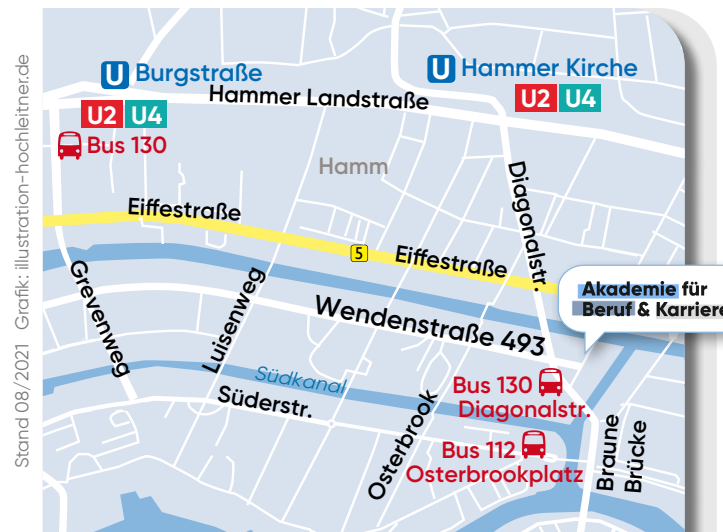 Stand 08/2021 Grafik: illustration-hochleitner.de
U Burgstraße
U2 U4
Bus 130
U Hammer Kirche
U2 U4
Hammer Landstraße
Hamm
Diagonalstr.
Eiffestraße
5
Eiffestraße
Grevenweg
Luisenweg
Wendenstraße 493
Akademie für
Beruf & Karriere
Südkanal
Süderstr.
Osterbrook
Bus 130
Diagonalstr.
Bus 112
Osterbrookplatz
Braune
Brücke